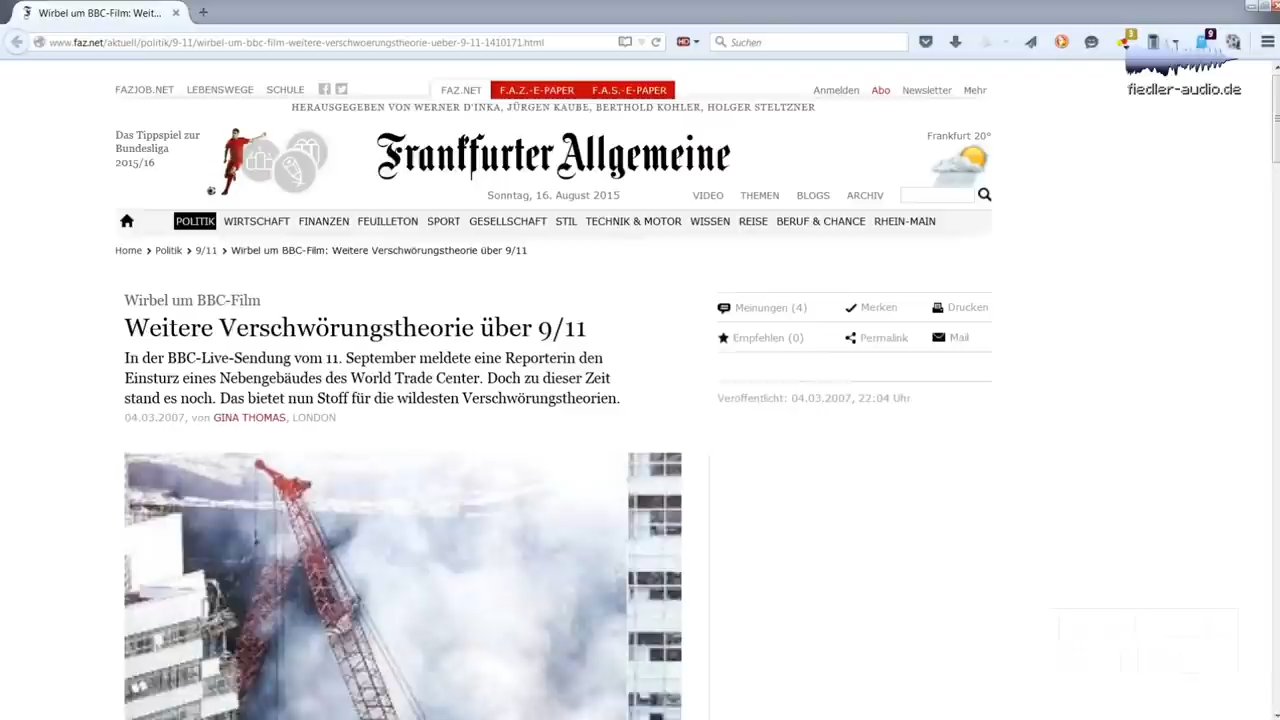 Wirbel um BBC-Film: Weit...
www.faz.net/aktuell/politik/9-11/wirbel-um-bbc-film-weitere-verschwoerungstheorie-ueber-9-11-1410171.html
Suchen
3
9
fiedler-audio.de
FAZJOB.NET LEBENSWEGE SCHULE
FAZ.NET F.A.Z.-E-PAPER F.A.S.-E-PAPER
Anmelden Abo Newsletter Mehr
HERAUSGEGEBEN VON WERNER D'INKA, JÜRGEN KAUBE, BERTHOLD KOHLER, HOLGER STELTZNER
Das Tippspiel zur
Bundesliga
2015/16
Frankfurter Allgemeine
Frankfurt 20°
Sonntag, 16. August 2015
VIDEO THEMEN BLOGS ARCHIV
POLITIK WIRTSCHAFT FINANZEN FEUILLETON SPORT GESELLSCHAFT STIL TECHNIK & MOTOR WISSEN REISE BERUF & CHANCE RHEIN-MAIN
Home Politik 9/11 Wirbel um BBC-Film: Weitere Verschwörungstheorie über 9/11
Wirbel um BBC-Film
Weitere Verschwörungstheorie über 9/11
In der BBC-Live-Sendung vom 11. September meldete eine Reporterin den
Einsturz eines Nebengebäudes des World Trade Center. Doch zu dieser Zeit
stand es noch. Das bietet nun Stoff für die wildesten Verschwörungstheorien.
04.03.2007, von GINA THOMAS, LONDON
Meinungen (4) Merken Drucken
Empfehlen (0) Permalink Mail
Veröffentlicht: 04.03.2007, 22:04 Uhr